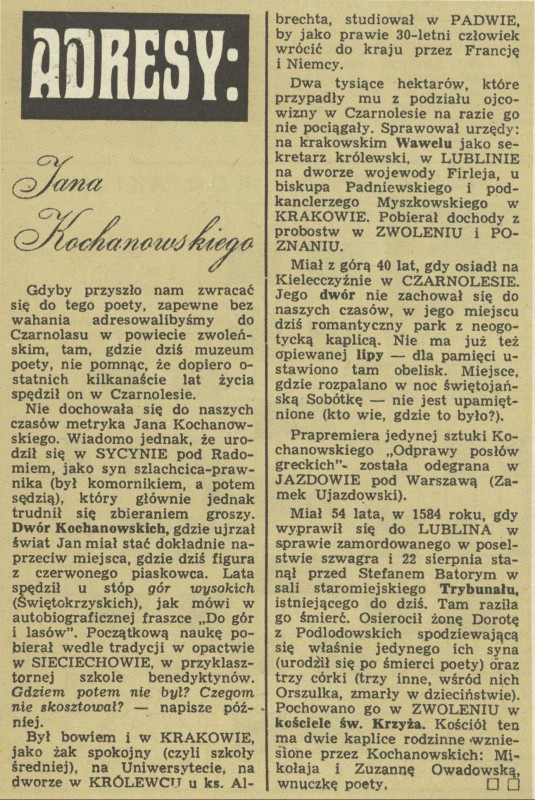 ADRESY:
Jana
Kochanowskiego
Gdyby przyszło nam zwracać
się do tego poety, zapewne bez
wahania adresowalibyśmy do
Czarnolasu w powiecie zwoleń-
skim, tam, gdzie dziś muzeum
poety, nie pomnąc, że dopiero o-
statnich kilkanaście lat życia
spędził on w Czarnolesie.
Nie dochowała się do naszych
czasów metryka Jana Kochanow-
skiego. Wiadomo jednak, że uro-
dził się w SYCYNIE pod Rado-
miem, jako syn szlachcica-praw-
nika (był komornikiem, a potem
sędzią), który głównie jednak
trudnił się zbieraniem groszy.
Dwór Kochanowskich, gdzie ujrzał
świat Jan miał stać dokładnie na-
przeciw miejsca, gdzie dziś figura
z czerwonego piaskowca. Lata
spędził u stóp gór wysokich
(Świętokrzyskich), jak mówi w
autobiograficznej fraszce „Do gór
i lasów”. Początkową naukę po-
bierał wedle tradycji w opactwie
w SIECIECHOWIE, w przyklasz-
tornej szkole benedyktynów.
Gdziem potem nie był? Czegom
nie skosztował? — napisze póź-
niej.
Był bowiem i w KRAKOWIE,
jako żak spokojny (czyli szkoły
średniej), na Uniwersytecie, na
dworze w KRÓLEWCU u ks. Al-
brechta, studiował w PADWIE,
by jako prawie 30-letni człowiek
wrócić do kraju przez Francję
i Niemcy.
Dwa tysiące hektarów, które
przypadły mu z podziału ojco-
wizny w Czarnolesie na razie go
nie pociągały. Sprawował urzędy:
na krakowskim Wawelu jako se-
kretarz królewski, w LUBLINIE
na dworze wojewody Firleja, u
biskupa Padniewskiego i pod-
kanclerzego Myszkowskiego w
KRAKOWIE. Pobierał dochody z
probostw w ZWOLENIU i PO-
ZNANIU.
Miał z górą 40 lat, gdy osiadł na
Kielecczyźnie w CZARNOLESIE.
Jego dwór nie zachował się do
naszych czasów, w jego miejscu
dziś romantyczny park z neogo-
tycką kaplicą. Nie ma już też
opiewanej lipy — dla pamięci u-
stawiono tam obelisk. Miejsce,
gdzie rozpalano w noc świętojań-
ską Sobótkę — nie jest upamięt-
nione (kto wie, gdzie to było?).
Prapremiera jedynej sztuki Ko-
chanowskiego „Odprawy posłów
greckich”- została odegrana w
JAZDOWIE pod Warszawą (Za-
mek Ujazdowski).
Miał 54 lata, w 1584 roku, gdy
wyprawił się do LUBLINA w
sprawie zamordowanego w posel-
stwie szwagra i 22 sierpnia sta-
nął przed Stefanem Batorym w
sali staromiejskiego Trybunału,
istniejącego do dziś. Tam raziła
go śmierć. Osierocił żonę Dorotę
z Podlodowskich spodziewającą
się właśnie jedynego ich syna
(urodził się po śmierci poety) oraz
trzy córki (trzy inne, wśród nich
Orszulka, zmarły w dzieciństwie).
Pochowano go w ZWOLENIU w
kościele św. Krzyża. Kościół ten
ma dwie kaplice rodzinne wznie-
sione przez Kochanowskich: Mi-
kołaja i Zuzannę Owadowską,
wnuczkę poety. □ □